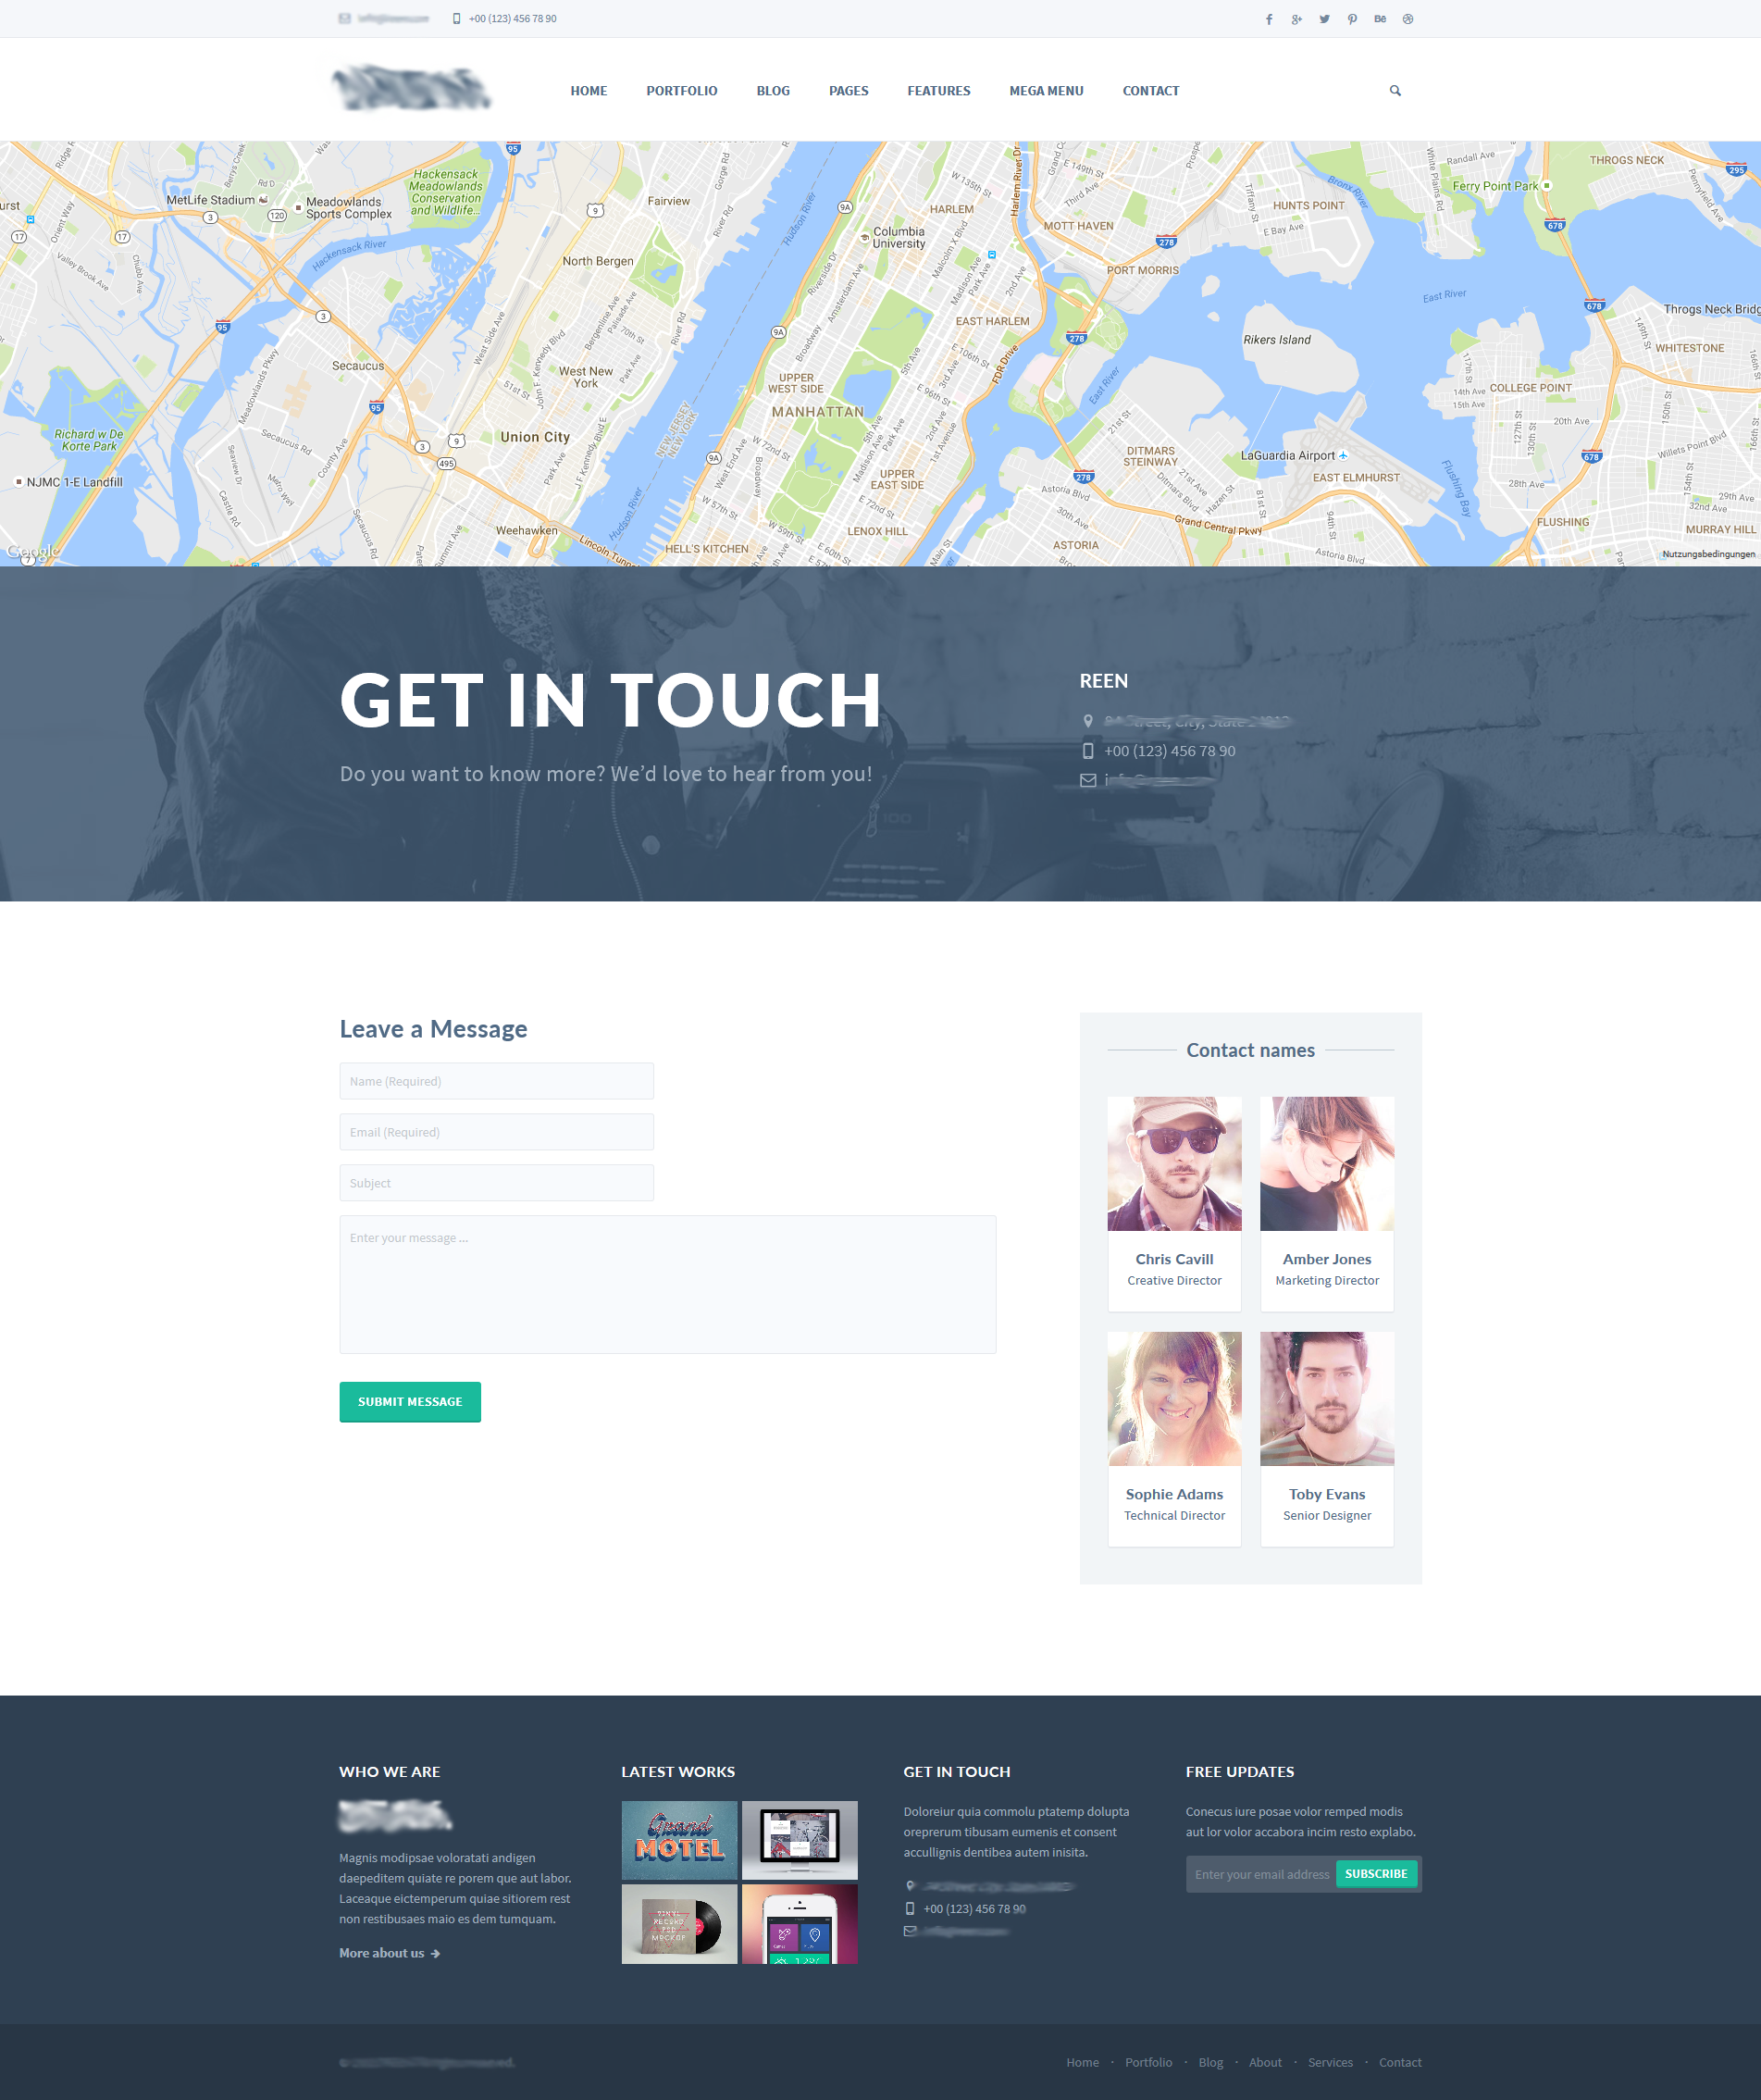 +00 (123) 456 78 90
HOME PORTFOLIO BLOG PAGES FEATURES MEGA MENU CONTACT
MetLife Stadium
Meadowlands
Sports Complex
Hackensack
Meadowlands
Conservation
and Wildlife...
Fairview
Hackensack River
North Bergen
Secaucus
West New
York
Union City
Richard w De
Korte Park
NJMC 1-E Landfill
Weehawken
Hudson River
Columbia
University
HARLEM
MOTT HAVEN
PORT MORRIS
HUNTS POINT
Bronx River
Ferry Point Park
THROGS NECK
EAST HARLEM
East River
Rikers Island
Throgs Neck Bridg
WHITESTONE
COLLEGE POINT
UPPER
WEST SIDE
MANHATTAN
UPPER
EAST SIDE
LENOX HILL
HELL'S KITCHEN
DITMARS
STEINWAY
LaGuardia Airport
EAST ELMHURST
ASTORIA
Grand Central Pkwy
Flushing Bay
FLUSHING
MURRAY HILL
Google
Nutzungsbedingungen
GET IN TOUCH
Do you want to know more? We'd love to hear from you!
REEN
+00 (123) 456 78 90
Leave a Message
Name (Required)
Email (Required)
Subject
Enter your message ...
SUBMIT MESSAGE
Contact names
Chris Cavill
Creative Director
Amber Jones
Marketing Director
Sophie Adams
Technical Director
Toby Evans
Senior Designer
WHO WE ARE
Magnis modipsae voloratati andigen
daepeditem quiate re porem que aut labor.
Laceaque eictemperum quiae sitiorem rest
non restibusaes maio es dem tumquam.
More about us
LATEST WORKS
Grand
MOTEL
VINYL
RECORD
PSD
MOCKUP
GET IN TOUCH
Doloreiur quia commolu ptatemp dolupta
oreprerum tibusam eumenis et consent
accullignis dentibea autem inisita.
+00 (123) 456 78 90
FREE UPDATES
Conecus iure posae volor remped modis
aut lor volor accabora incim resto explabo.
Enter your email address SUBSCRIBE
Home · Portfolio · Blog · About · Services · Contact